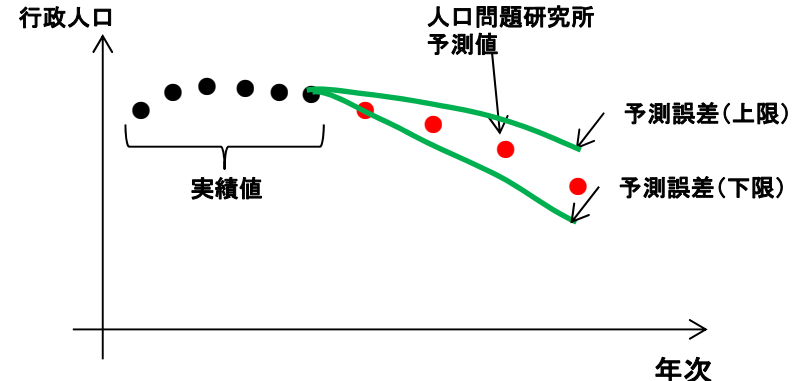 行政人口
人口問題研究所
予測値
予測誤差（上限）
実績値
予測誤差（下限）
年次